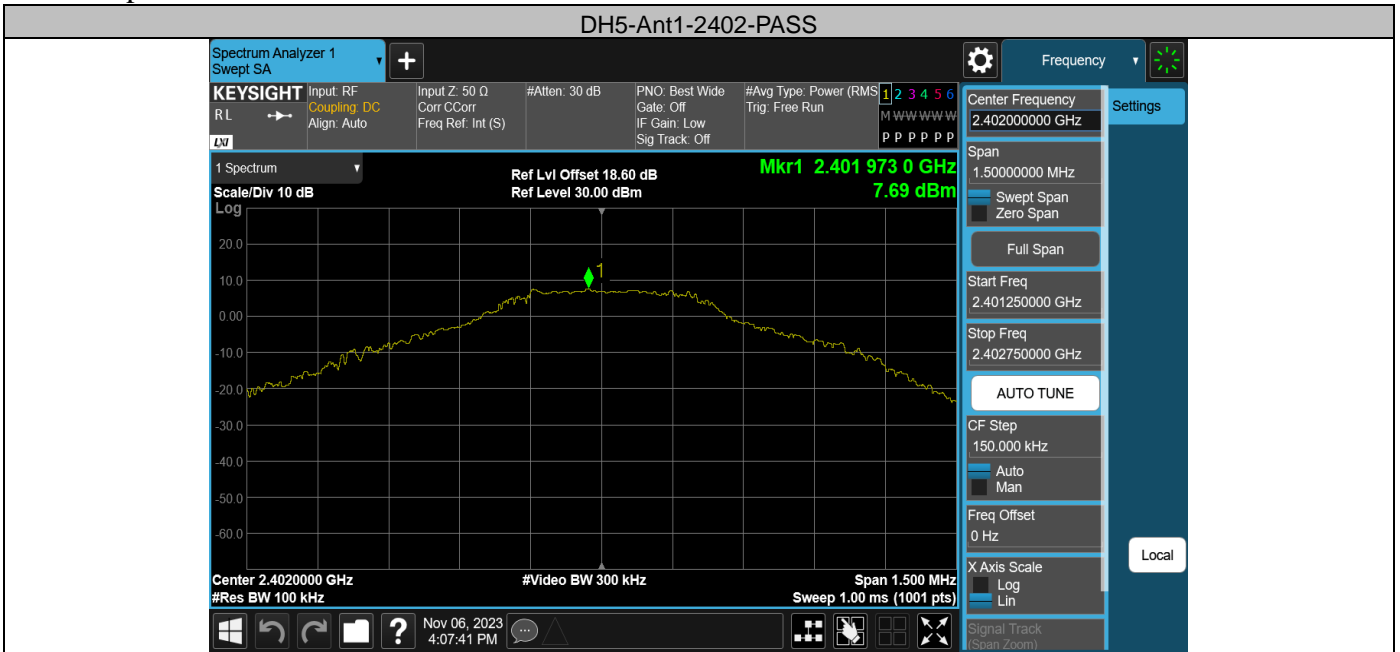 DH5-Ant1-2402-PASS
Spectrum Analyzer 1
Swept SA
Frequency
KEYSIGHT
RL
LXI
Input: RF
Coupling: DC
Align: Auto
Input Z: 50 Ω
Corr CCorr
Freq Ref: Int (S)
#Atten: 30 dB
PNO: Best Wide
Gate: Off
IF Gain: Low
Sig Track: Off
#Avg Type: Power (RMS
Trig: Free Run
1 2 3 4 5 6
M W W W W W
P P P P P P
1 Spectrum
Scale/Div 10 dB
Log
Ref Lvl Offset 18.60 dB
Ref Level 30.00 dBm
Mkr1 2.401 973 0 GHz
7.69 dBm
20.0
10.0
0.00
-10.0
-20.0
-30.0
-40.0
-50.0
-60.0
1
Center 2.4020000 GHz
#Res BW 100 kHz
#Video BW 300 kHz
Span 1.500 MHz
Sweep 1.00 ms (1001 pts)
Nov 06, 2023
4:07:41 PM
Center Frequency
2.402000000 GHz
Settings
Span
1.50000000 MHz
Swept Span
Zero Span
Full Span
Start Freq
2.401250000 GHz
Stop Freq
2.402750000 GHz
AUTO TUNE
CF Step
150.000 kHz
Auto
Man
Freq Offset
0 Hz
Local
X Axis Scale
Log
Lin
Signal Track
(Span Zoom)